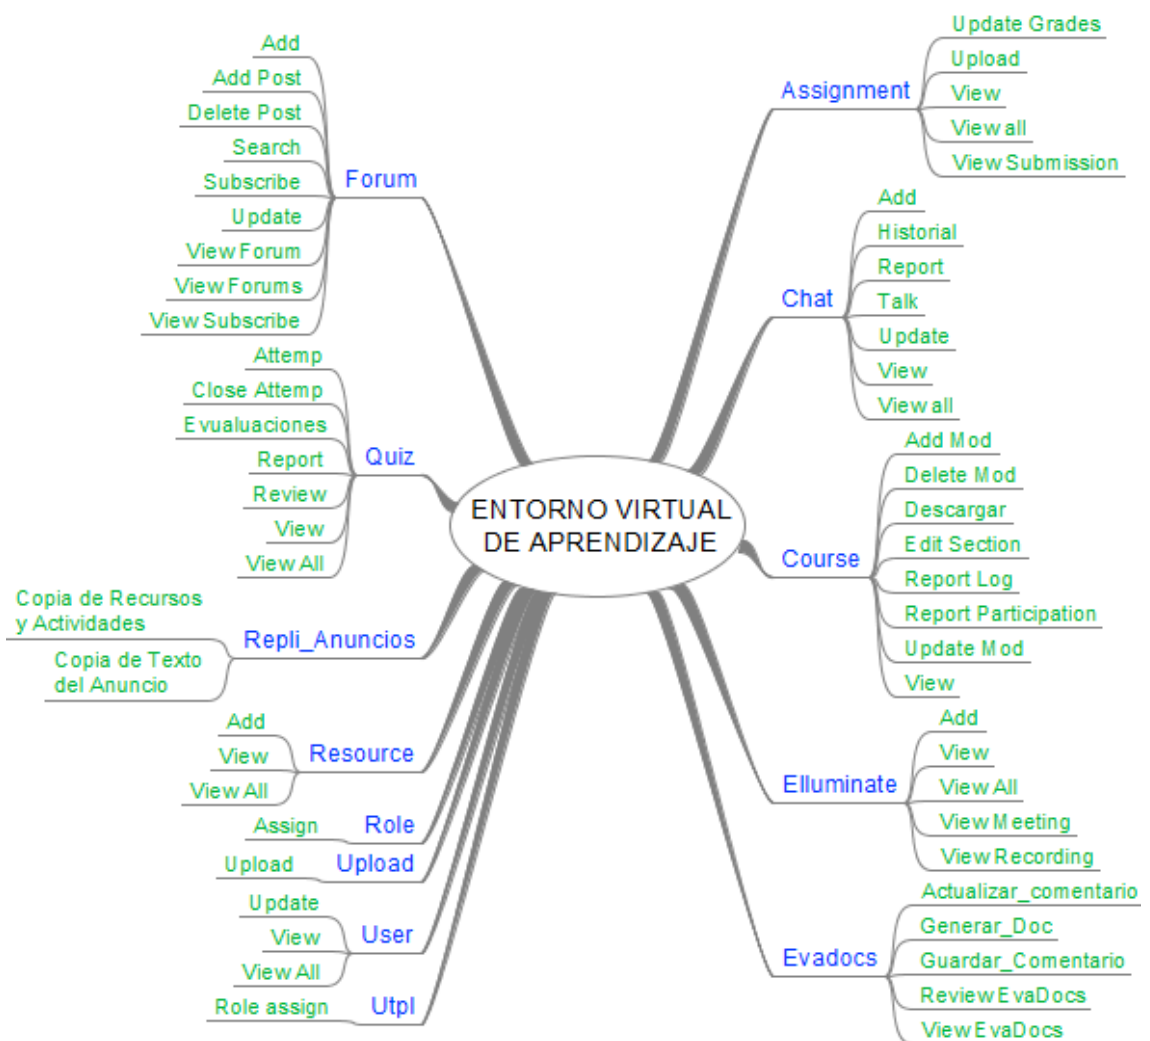 ENTORNO VIRTUAL
DE APRENDIZAJE
Forum
Add
Add Post
Delete Post
Search
Subscribe
Update
View Forum
View Forums
View Subscribe
Quiz
Attemp
Close Attemp
Evualuaciones
Report
Review
View
View All
Repli_Anuncios
Copia de Recursos
y Actividades
Copia de Texto
del Anuncio
Resource
Add
View
View All
Role
Assign
Upload
Upload
User
Update
View
View All
Utpl
Role assign
Assignment
Update Grades
Upload
View
View all
View Submission
Chat
Add
Historial
Report
Talk
Update
View
View all
Course
Add Mod
Delete Mod
Descargar
Edit Section
Report Log
Report Participation
Update Mod
View
Elluminate
Add
View
View All
View Meeting
View Recording
Evadocs
Actualizar_comentario
Generar_Doc
Guardar_Comentario
Review EvaDocs
View EvaDocs